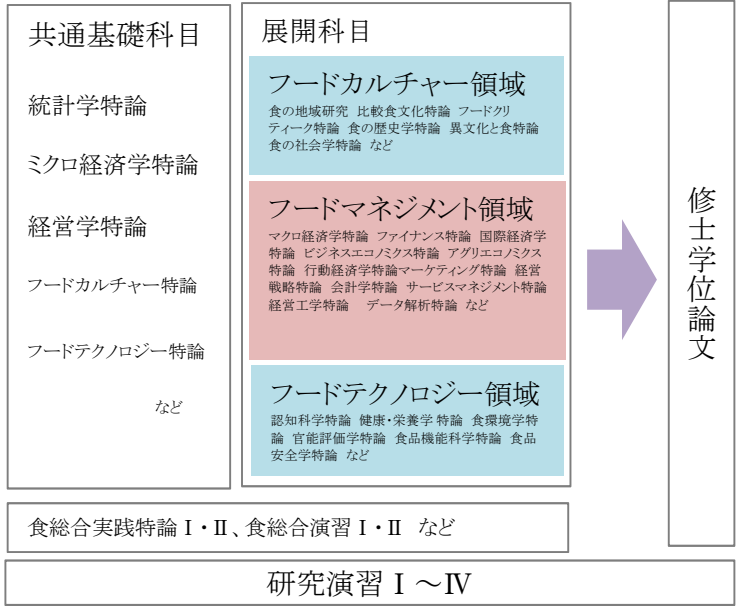 共通基礎科目
統計学特論
ミクロ経済学特論
経営学特論
フードカルチャー特論
フードテクノロジー特論
など
展開科目
フードカルチャー領域
食の地域研究 比較食文化特論 フードクリ
ティーク特論 食の歴史学特論 異文化と食特論
食の社会学特論 など
フードマネジメント領域
マクロ経済学特論 ファイナンス特論 国際経済学
特論 ビジネスエコノミクス特論 アグリエコノミクス
特論 行動経済学特論マーケティング特論 経営
戦略特論 会計学特論 サービスマネジメント特論
経営工学特論 データ解析特論 など
フードテクノロジー領域
認知科学特論 健康・栄養学 特論 食環境学特
論 官能評価学特論 食品機能科学特論 食品
安全学特論 など
修士学位論文
食総合実践特論Ⅰ・Ⅱ、食総合演習Ⅰ・Ⅱ など
研究演習Ⅰ～Ⅳ